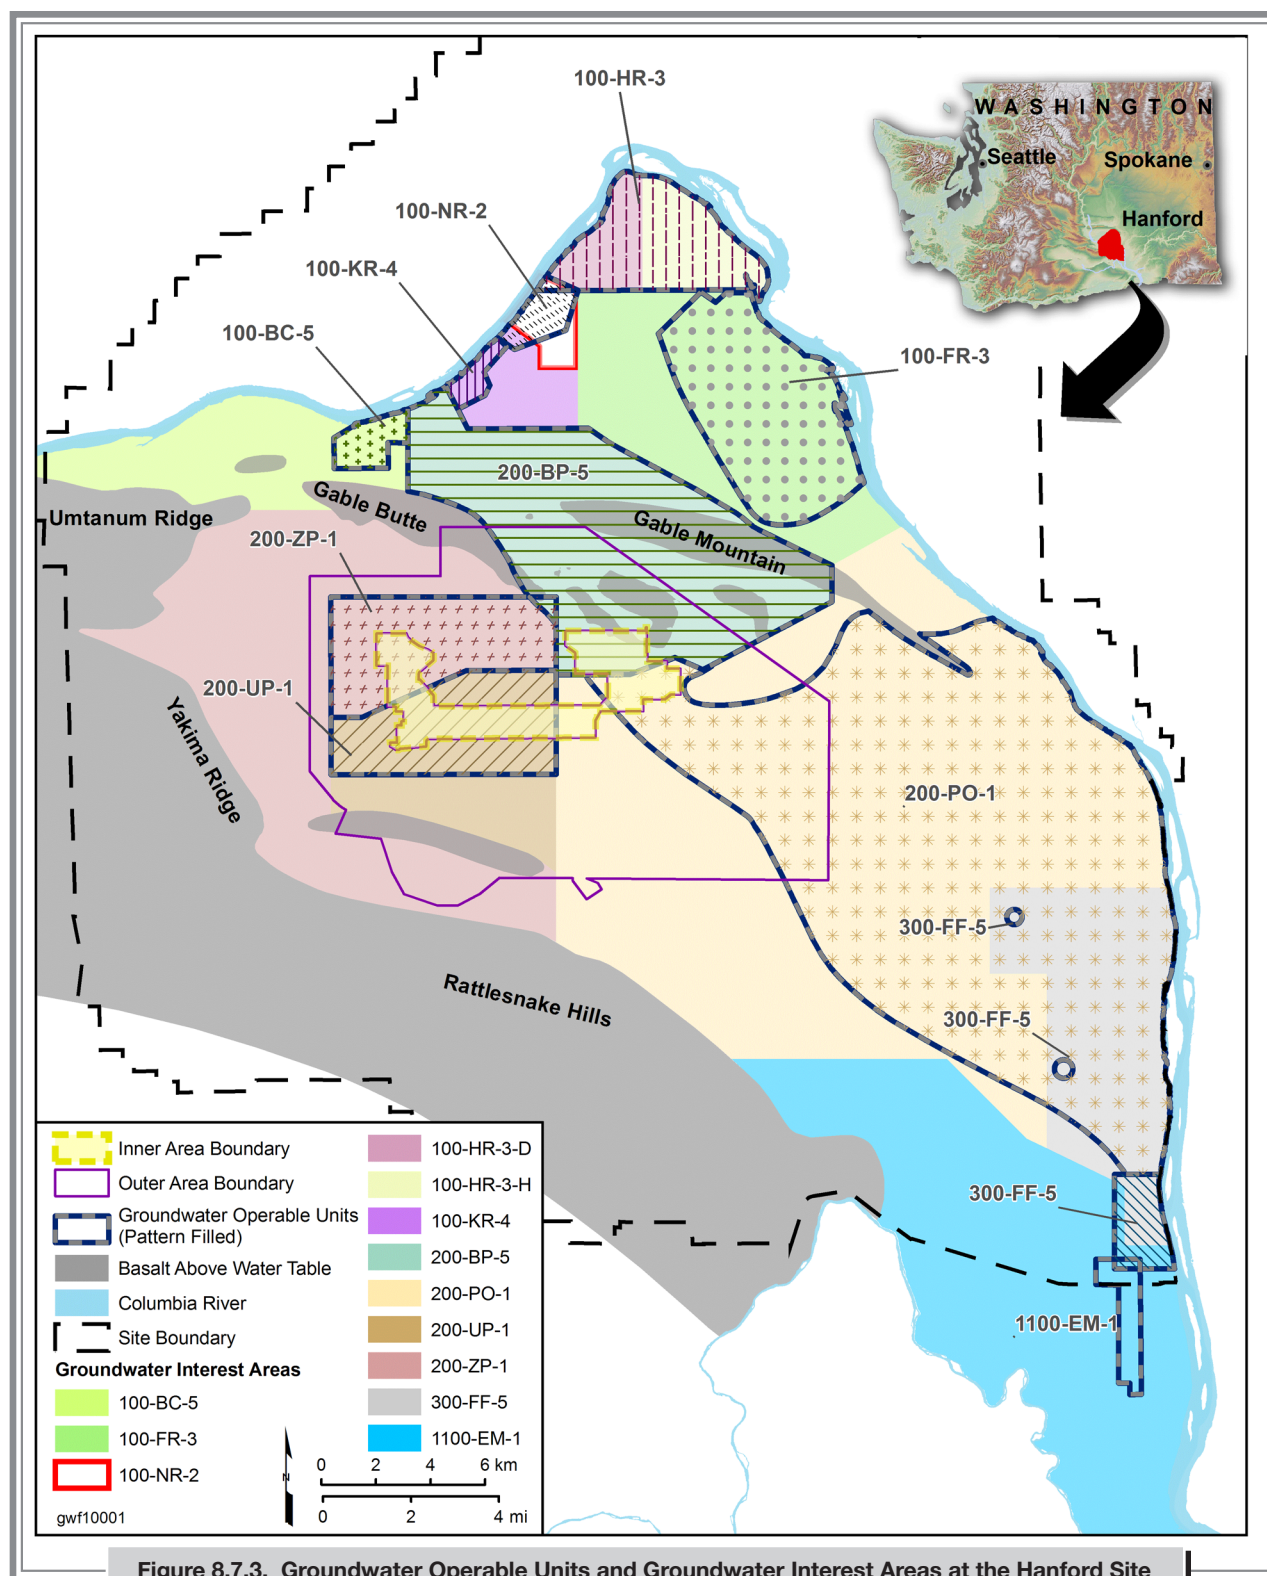 100-HR-3
WASHINGTON
Seattle
Spokane
Hanford
100-NR-2
100-KR-4
100-BC-5
100-FR-3
200-BP-5
Gable Butte
Umtanum Ridge
Gable Mountain
200-ZP-1
200-UP-1
Yakima Ridge
200-PO-1
300-FF-5
Rattlesnake Hills
300-FF-5
300-FF-5
1100-EM-1
Inner Area Boundary
Outer Area Boundary
Groundwater Operable Units
(Pattern Filled)
Basalt Above Water Table
Columbia River
Site Boundary
Groundwater Interest Areas
100-BC-5
100-FR-3
100-NR-2
gwf10001
100-HR-3-D
100-HR-3-H
100-KR-4
200-BP-5
200-PO-1
200-UP-1
200-ZP-1
300-FF-5
1100-EM-1
N
0 2 4 6 km
0 2 4 mi
Figure 8.7.3. Groundwater Operable Units and Groundwater Interest Areas at the Hanford Site